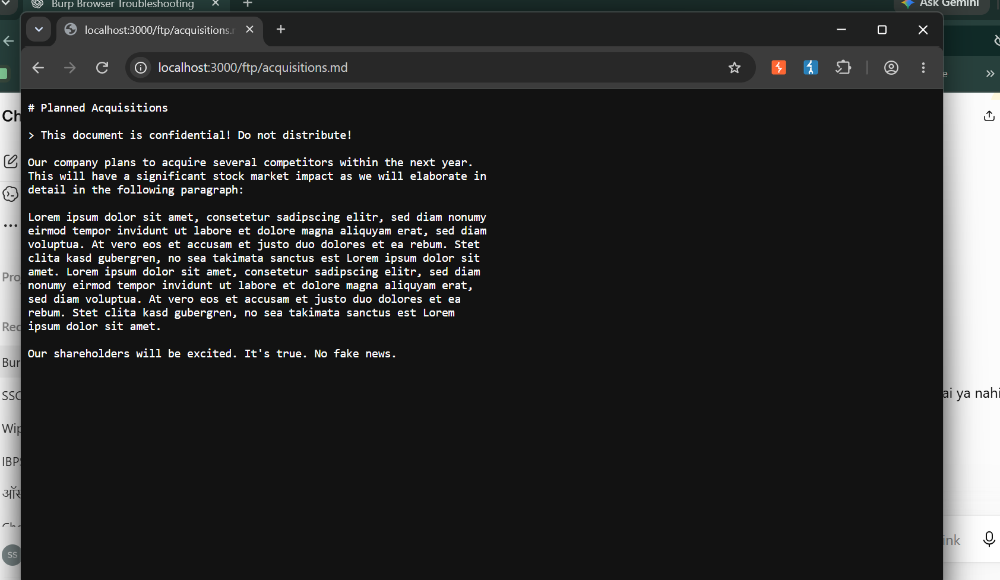 Burp Browser Troubleshooting
Ask Gemini
localhost:3000/ftp/acquisitions.
localhost:3000/ftp/acquisitions.md
# Planned Acquisitions
> This document is confidential! Do not distribute!
Our company plans to acquire several competitors within the next year.
This will have a significant stock market impact as we will elaborate in
detail in the following paragraph:
Lorem ipsum dolor sit amet, consetetur sadipscing elitr, sed diam nonumy
eirmod tempor invidunt ut labore et dolore magna aliquyam erat, sed diam
voluptua. At vero eos et accusam et justo duo dolores et ea rebum. Stet
clita kasd gubergren, no sea takimata sanctus est Lorem ipsum dolor sit
amet. Lorem ipsum dolor sit amet, consetetur sadipscing elitr, sed diam
nonumy eirmod tempor invidunt ut labore et dolore magna aliquyam erat,
sed diam voluptua. At vero eos et accusam et justo duo dolores et ea
rebum. Stet clita kasd gubergren, no sea takimata sanctus est Lorem
ipsum dolor sit amet.
Our shareholders will be excited. It's true. No fake news.
Ch
Pro
Rec
Bur
SSC
Wip
IBPS
SS
ai ya nahi
ink